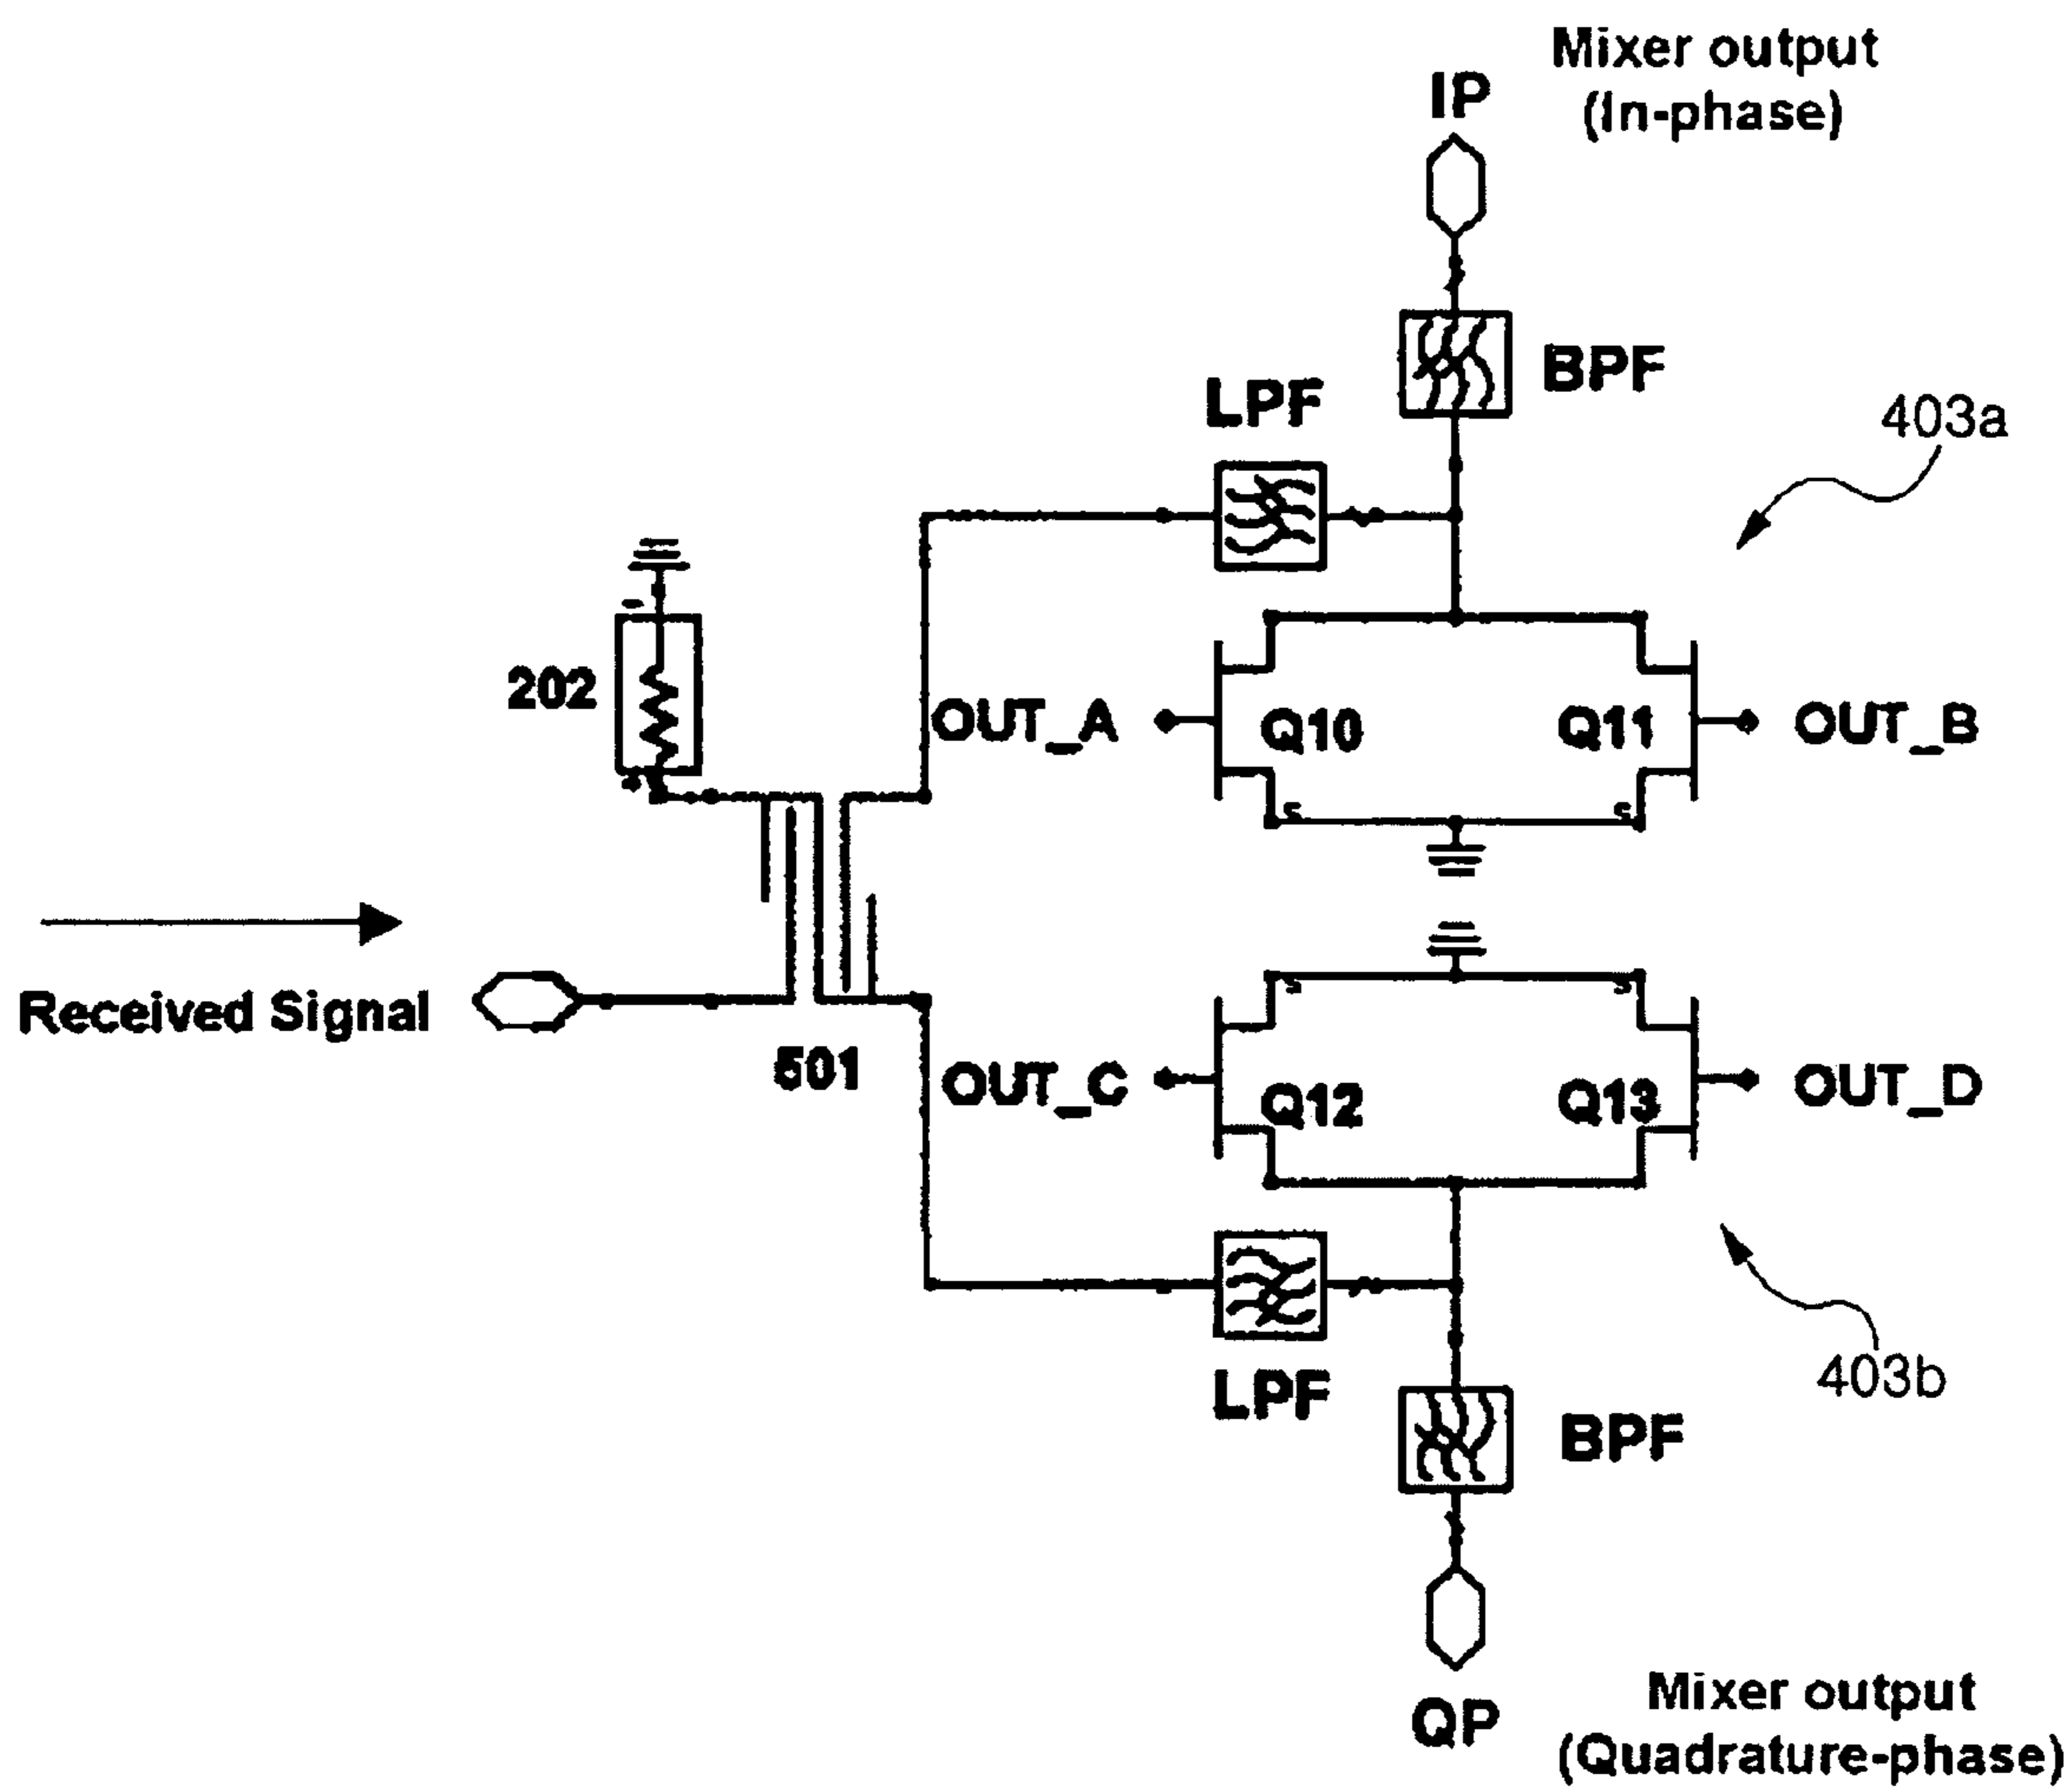 Mixer output
(In-phase)
IP
BPF
LPF
403a
202
OUT_A
Q10
Q11
OUT_B
S
S
Received Signal
501
S
S
OUT_C
Q12
Q13
OUT_D
LPF
403b
BPF
QP
Mixer output
(Quadrature-phase)